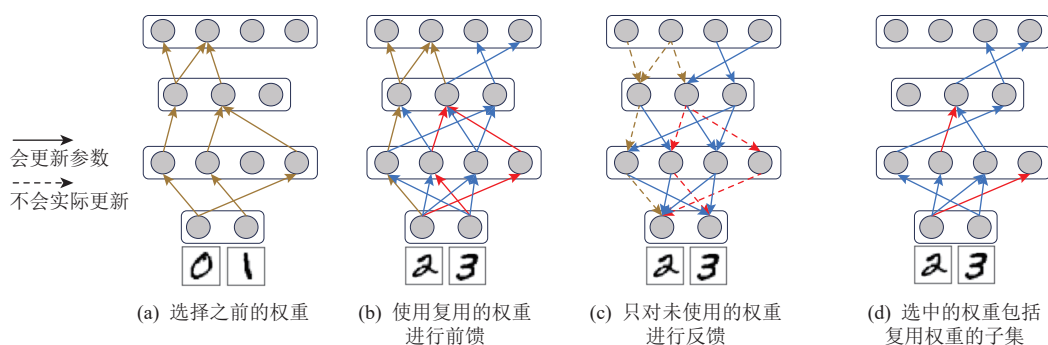 会更新参数
不会实际更新
0 1
2 3
2 3
2 3
(a) 选择之前的权重
(b) 使用复用的权重
进行前馈
(c) 只对未使用的权重
进行反馈
(d) 选中的权重包括
复用权重的子集